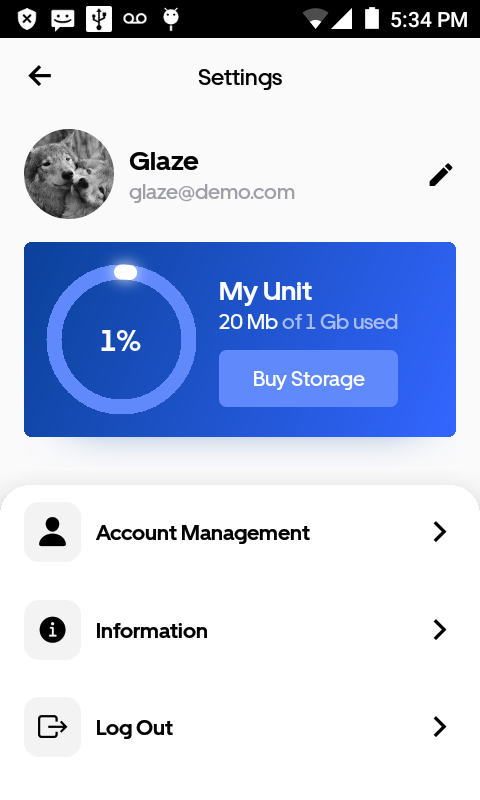 5:34 PM
Settings
Glaze
glaze@demo.com
1%
My Unit
20 Mb of 1 Gb used
Buy Storage
Account Management
Information
Log Out